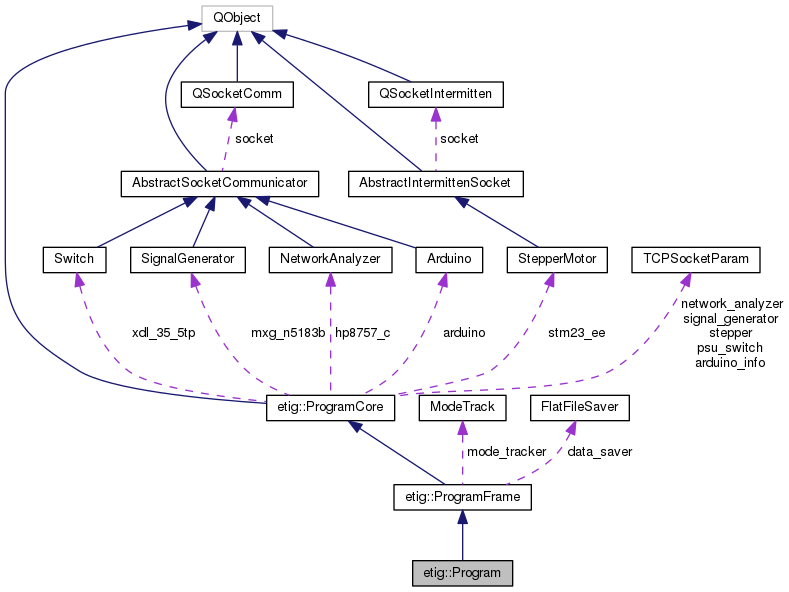 QObject
QSocketComm
QSocketIntermitten
socket
socket
AbstractSocketCommunicator
AbstractIntermittenSocket
Switch
SignalGenerator
NetworkAnalyzer
Arduino
StepperMotor
TCPSocketParam
xdl_35_5tp
mxg_n5183b
hp8757_c
arduino
stm23_ee
network_analyzer
signal_generator
stepper
psu_switch
arduino_info
etig::ProgramCore
ModeTrack
FlatFileSaver
mode_tracker
data_saver
etig::ProgramFrame
etig::Program